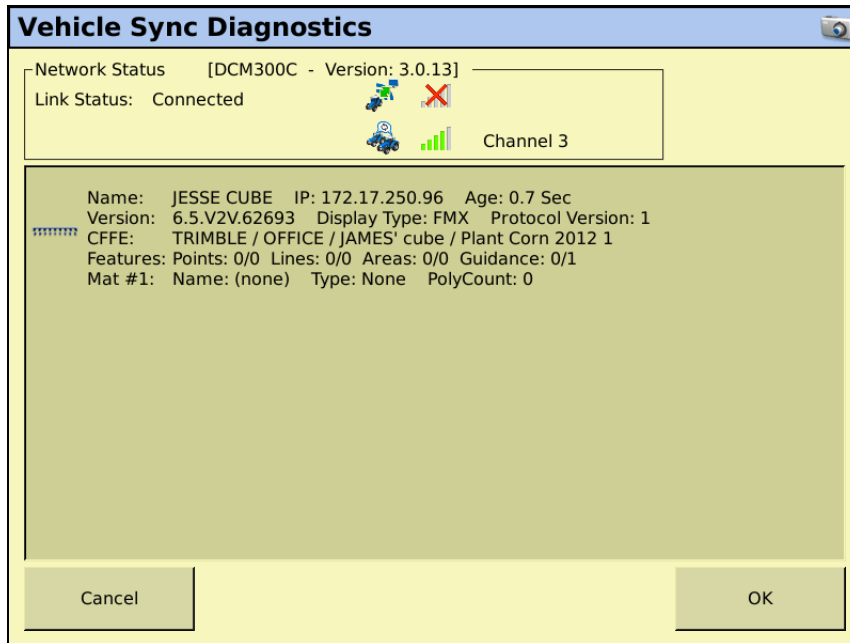 Vehicle Sync Diagnostics
Network Status [DCM300C - Version: 3.0.13]
Link Status: Connected
Channel 3
Name: JESSE CUBE IP: 172.17.250.96 Age: 0.7 Sec
Version: 6.5.V2V.62693 Display Type: FMX Protocol Version: 1
CFFE: TRIMBLE / OFFICE / JAMES' cube / Plant Corn 2012 1
Features: Points: 0/0 Lines: 0/0 Areas: 0/0 Guidance: 0/1
Mat #1: Name: (none) Type: None PolyCount: 0
Cancel OK